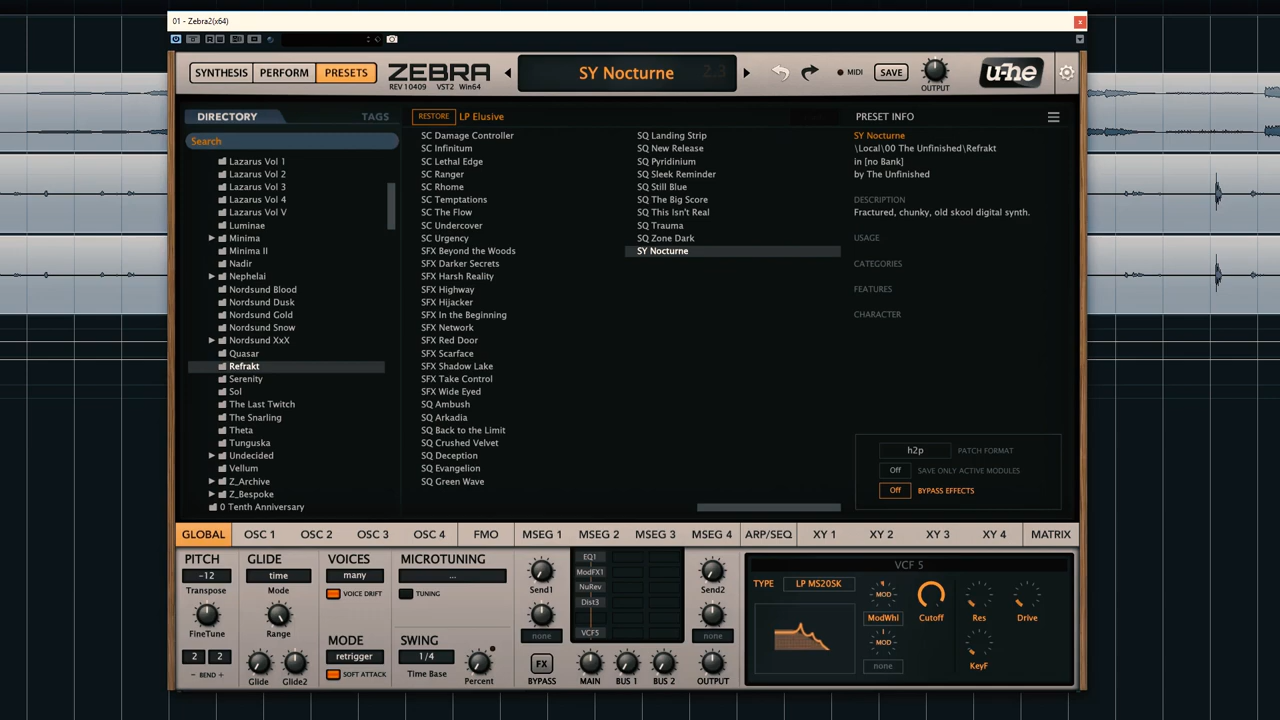 01 - Zebra2(x64)
x
SYNTHESIS PERFORM PRESETS
ZEBRA
REV 10409 VST2 Win64
SY Nocturne 2.3
MIDI SAVE
OUTPUT
u-he
DIRECTORY TAGS
Search
Lazarus Vol 1
Lazarus Vol 2
Lazarus Vol 3
Lazarus Vol 4
Lazarus Vol V
Luminae
Minima
Minima II
Nadir
Nephelai
Nordsund Blood
Nordsund Dusk
Nordsund Gold
Nordsund Snow
Nordsund XxX
Quasar
Refrakt
Serenity
Sol
The Last Twitch
The Snarling
Theta
Tunguska
Undecided
Vellum
Z_Archive
Z_Bespoke
0 Tenth Anniversary
RESTORE LP Elusive
SC Damage Controller
SC Infinitum
SC Lethal Edge
SC Ranger
SC Rhome
SC Temptations
SC The Flow
SC Undercover
SC Urgency
SFX Beyond the Woods
SFX Darker Secrets
SFX Harsh Reality
SFX Highway
SFX Hijacker
SFX In the Beginning
SFX Network
SFX Red Door
SFX Scarface
SFX Shadow Lake
SFX Take Control
SFX Wide Eyed
SQ Ambush
SQ Arkadia
SQ Back to the Limit
SQ Crushed Velvet
SQ Deception
SQ Evangelion
SQ Green Wave
SQ Landing Strip
SQ New Release
SQ Pyridinium
SQ Sleek Reminder
SQ Still Blue
SQ The Big Score
SQ This Isn't Real
SQ Trauma
SQ Zone Dark
SY Nocturne
PRESET INFO
SY Nocturne
\Local\00 The Unfinished\Refrakt
in [no Bank]
by The Unfinished
DESCRIPTION
Fractured, chunky, old skool digital synth.
USAGE
CATEGORIES
FEATURES
CHARACTER
h2p PATCH FORMAT
Off SAVE ONLY ACTIVE MODULES
Off BYPASS EFFECTS
GLOBAL OSC 1 OSC 2 OSC 3 OSC 4 FMO MSEG 1 MSEG 2 MSEG 3 MSEG 4 ARP/SEQ XY 1 XY 2 XY 3 XY 4 MATRIX
PITCH
-12
Transpose
FineTune
2 2
- BEND +
GLIDE
time
Mode
Range
Glide Glide2
VOICES
many
VOICE DRIFT
MODE
retrigger
SOFT ATTACK
MICROTUNING
...
TUNING
SWING
1/4
Time Base Percent
Send1
none
FX
BYPASS
EQ1
ModFX1
NuRev
Dist3
VCF5
MAIN BUS 1 BUS 2
Send2
none
OUTPUT
VCF 5
TYPE LP MS20SK
MOD
ModWhl
MOD
none
Cutoff Res Drive
KeyF